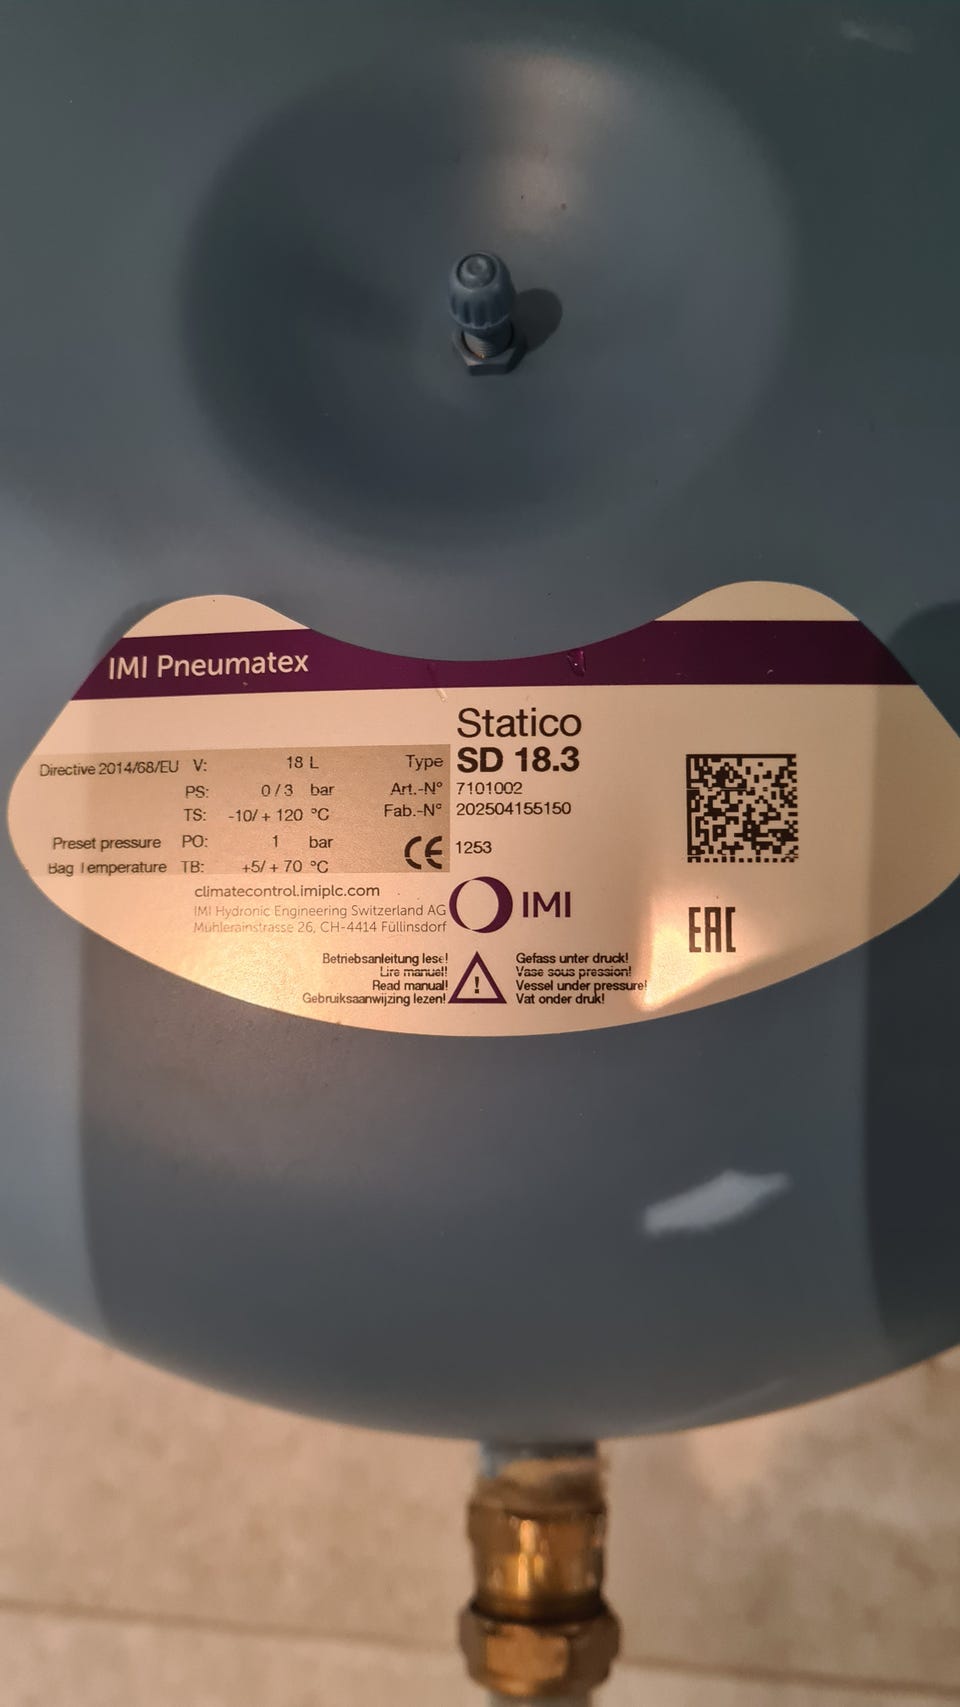 IMI Pneumatex
Statico
Directive 2014/68/EU V: 18 L Type SD 18.3
PS: 0 / 3 bar Art.-N° 7101002
TS: -10/ + 120 °C Fab.-N° 202504155150
Preset pressure PO: 1 bar CE 1253
Bag Temperature TB: +5/ + 70 °C
climatecontrol.imiplc.com
IMI Hydronic Engineering Switzerland AG IMI
Mühlerainstrasse 26, CH-4414 Füllinsdorf
EAC
Betriebsanleitung lese! Gefass unter druck!
Lire manuel! Vase sous pression!
Read manual! ! Vessel under pressure!
Gebruiksaanwijzing lezen! Vat onder druk!